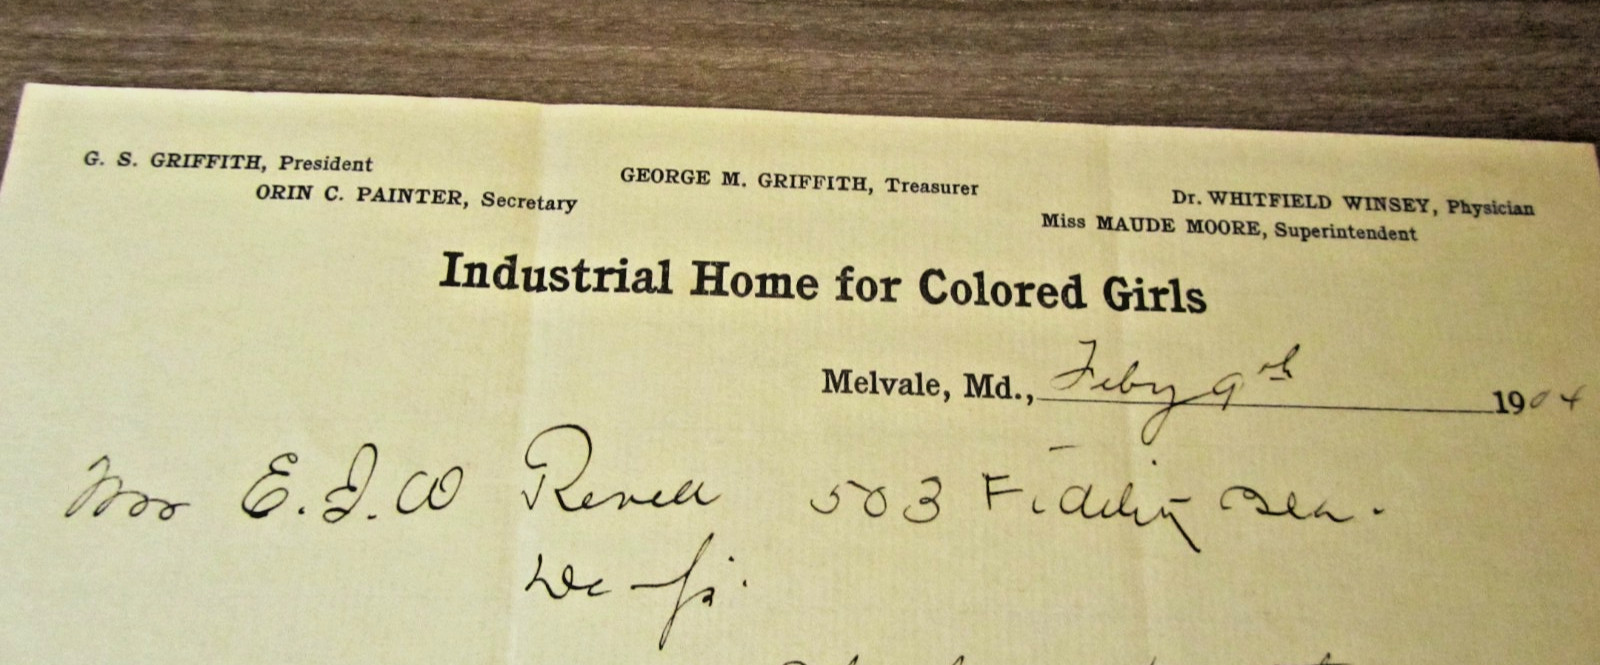 G. S. GRIFFITH, President
ORIN C. PAINTER, Secretary
GEORGE M. GRIFFITH, Treasurer
Dr. WHITFIELD WINSEY, Physician
Miss MAUDE MOORE, Superintendent
Industrial Home for Colored Girls
Melvale, Md., Feby 9th 1904
E. J. W Revell 503 Fidelity